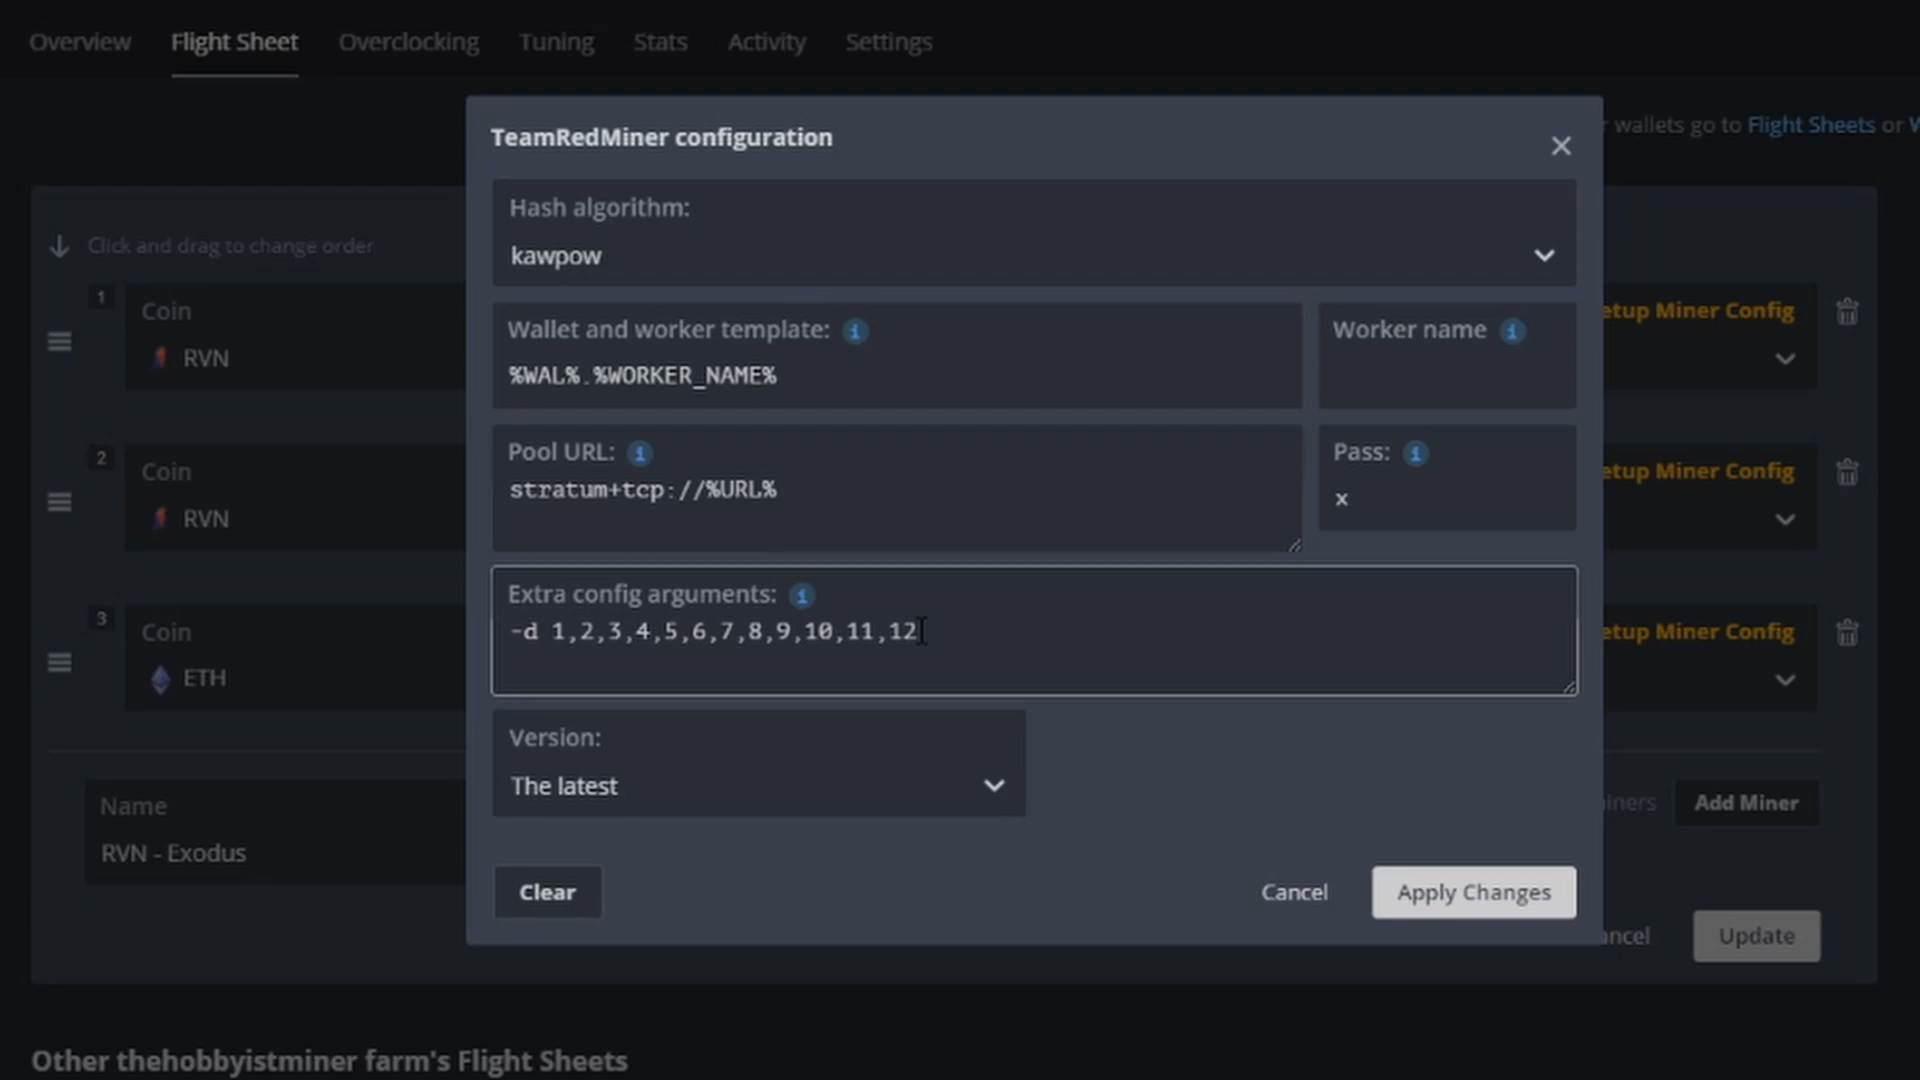 Overview Flight Sheet Overclocking Tuning Stats Activity Settings
TeamRedMiner configuration
wallets go to Flight Sheets or
Hash algorithm:
kawpow
Click and drag to change order
Wallet and worker template:
%WAL%.%WORKER_NAME%
Worker name
1
Coin
RVN
etup Miner Config
Pool URL:
stratum+tcp://%URL%
Pass:
x
2
Coin
RVN
etup Miner Config
Extra config arguments:
-d 1,2,3,4,5,6,7,8,9,10,11,12
3
Coin
ETH
etup Miner Config
Version:
The latest
Name
RVN - Exodus
iners
Add Miner
Clear
Cancel
Apply Changes
ancel
Update
Other thehobbyistminer farm's Flight Sheets